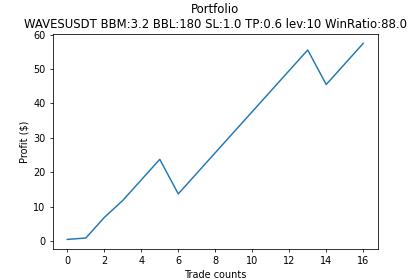 Portfolio
WAVESUSDT BBM:3.2 BBL:180 SL:1.0 TP:0.6 lev:10 WinRatio:88.0
60
50
40
30
20
10
0
Profit ($)
0 2 4 6 8 10 12 14 16
Trade counts